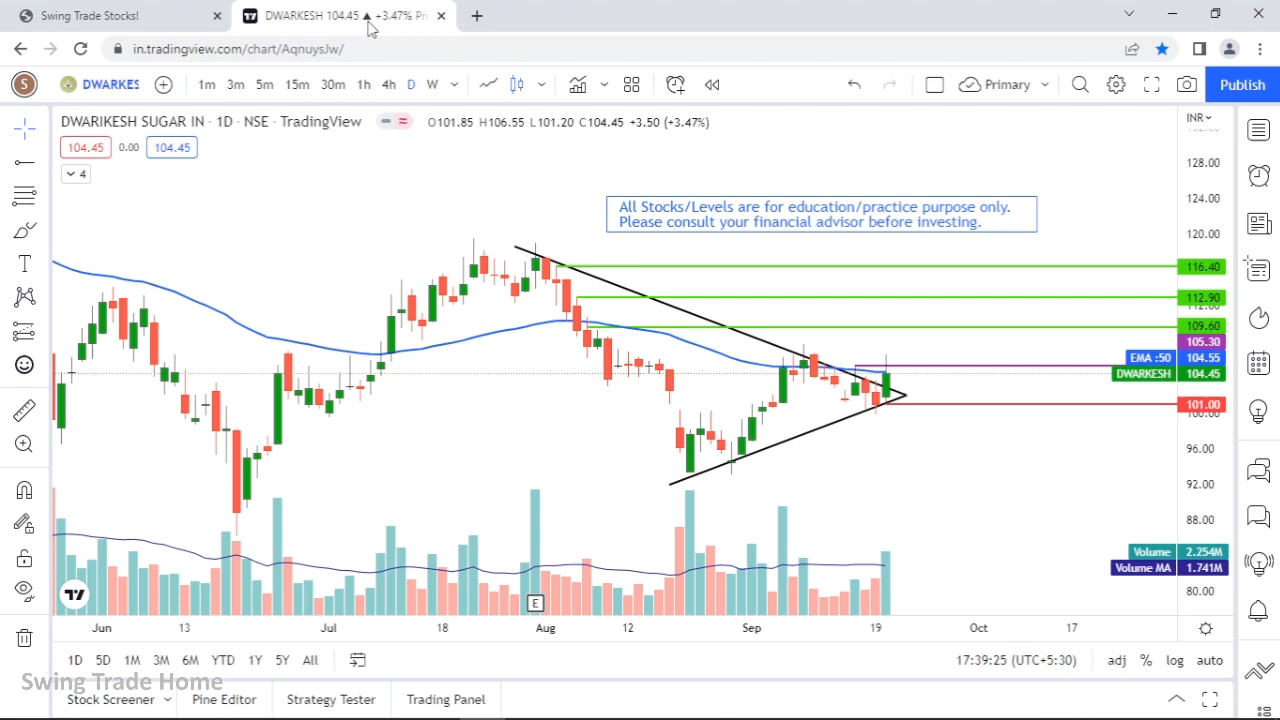 Swing Trade Stocks!
DWARKESH 104.45 ▲ +3.47%
in.tradingview.com/chart/AqnuysJw/
S
DWARKES
1m 3m 5m 15m 30m 1h 4h D W
Primary
Publish
DWARIKESH SUGAR IN · 1D · NSE · TradingView
O101.85 H106.55 L101.20 C104.45 +3.50 (+3.47%)
INR
104.45 0.00 104.45
4
128.00
124.00
All Stocks/Levels are for education/practice purpose only.
Please consult your financial advisor before investing.
120.00
116.40
112.90
109.60
105.30
EMA :50 104.55
DWARKESH 104.45
101.00
100.00
96.00
92.00
88.00
Volume 2.254M
Volume MA 1.741M
80.00
E
Jun 13 Jul 18 Aug 12 Sep 19 Oct 17
1D 5D 1M 3M 6M YTD 1Y 5Y All
17:39:25 (UTC+5:30) adj % log auto
Swing Trade Home
Stock Screener Pine Editor Strategy Tester Trading Panel